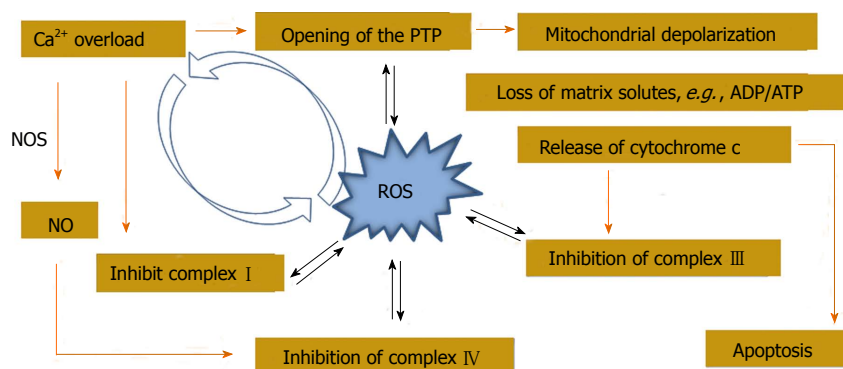 Ca²⁺ overload
Opening of the PTP
Mitochondrial depolarization
Loss of matrix solutes, e.g., ADP/ATP
NOS
Release of cytochrome c
ROS
NO
Inhibit complex Ⅰ
Inhibition of complex Ⅲ
Inhibition of complex Ⅳ
Apoptosis